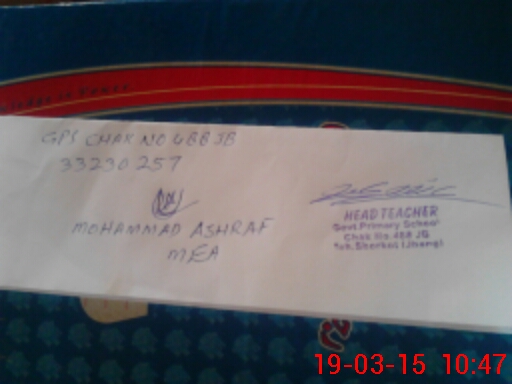 GPS CHAK NO 488 JB
33230257
MOHAMMAD ASHRAF
MEA
HEAD TEACHER
Govt. Primary School
Chak No. 488 JB
Teh. Shorkot (Jhang)
19-03-15 10:47